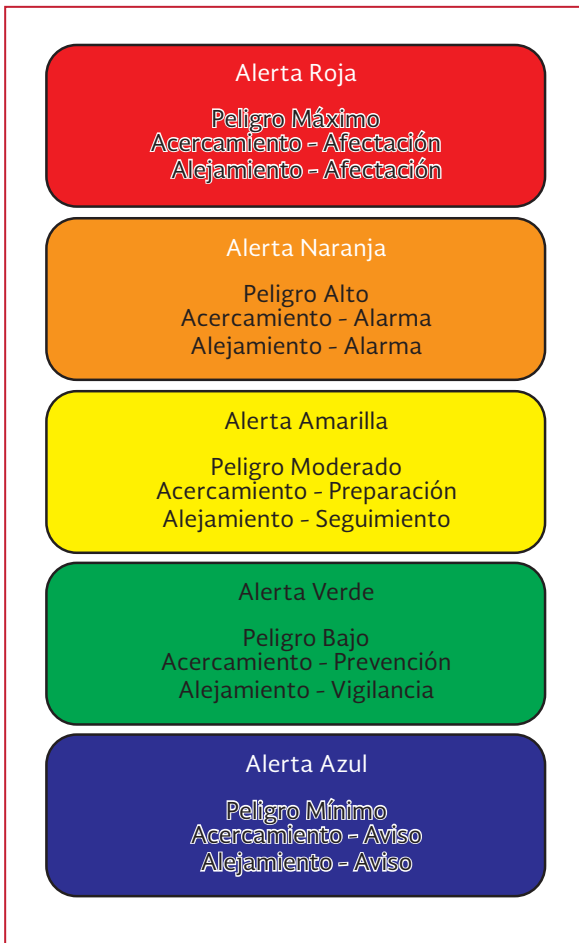 Alerta Roja
Peligro Máximo
Acercamiento - Afectación
Alejamiento - Afectación
Alerta Naranja
Peligro Alto
Acercamiento - Alarma
Alejamiento - Alarma
Alerta Amarilla
Peligro Moderado
Acercamiento - Preparación
Alejamiento - Seguimiento
Alerta Verde
Peligro Bajo
Acercamiento - Prevención
Alejamiento - Vigilancia
Alerta Azul
Peligro Mínimo
Acercamiento - Aviso
Alejamiento - Aviso